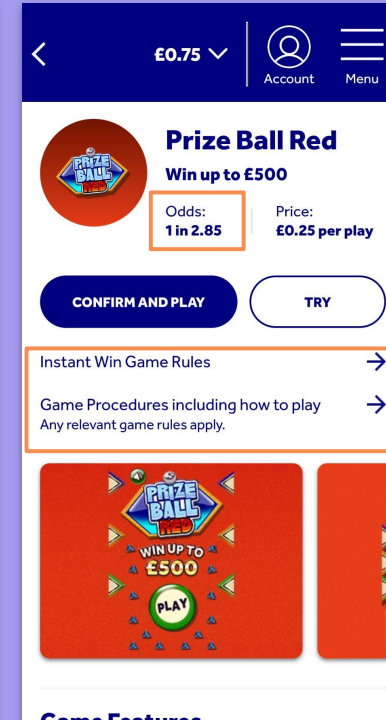 £0.75
Account
Menu
PRIZE
BALL
RED
Prize Ball Red
Win up to £500
Odds:
1 in 2.85
Price:
£0.25 per play
CONFIRM AND PLAY
TRY
Instant Win Game Rules
Game Procedures including how to play
Any relevant game rules apply.
PRIZE
BALL
RED
WIN UP TO
£500
PLAY
Game Features